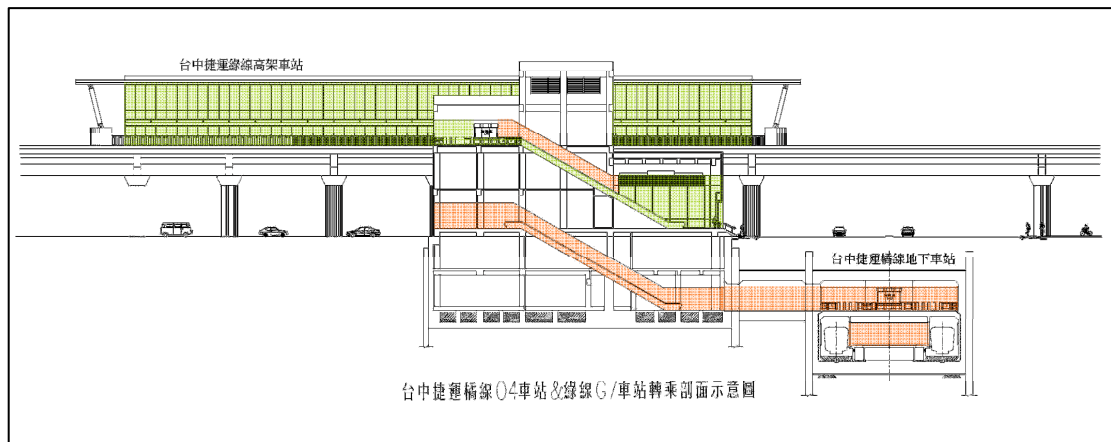 台中捷運綠線高架車站
台中捷運橘線地下車站
台中捷運橘線O4車站&綠線G7車站轉乘剖面示意圖